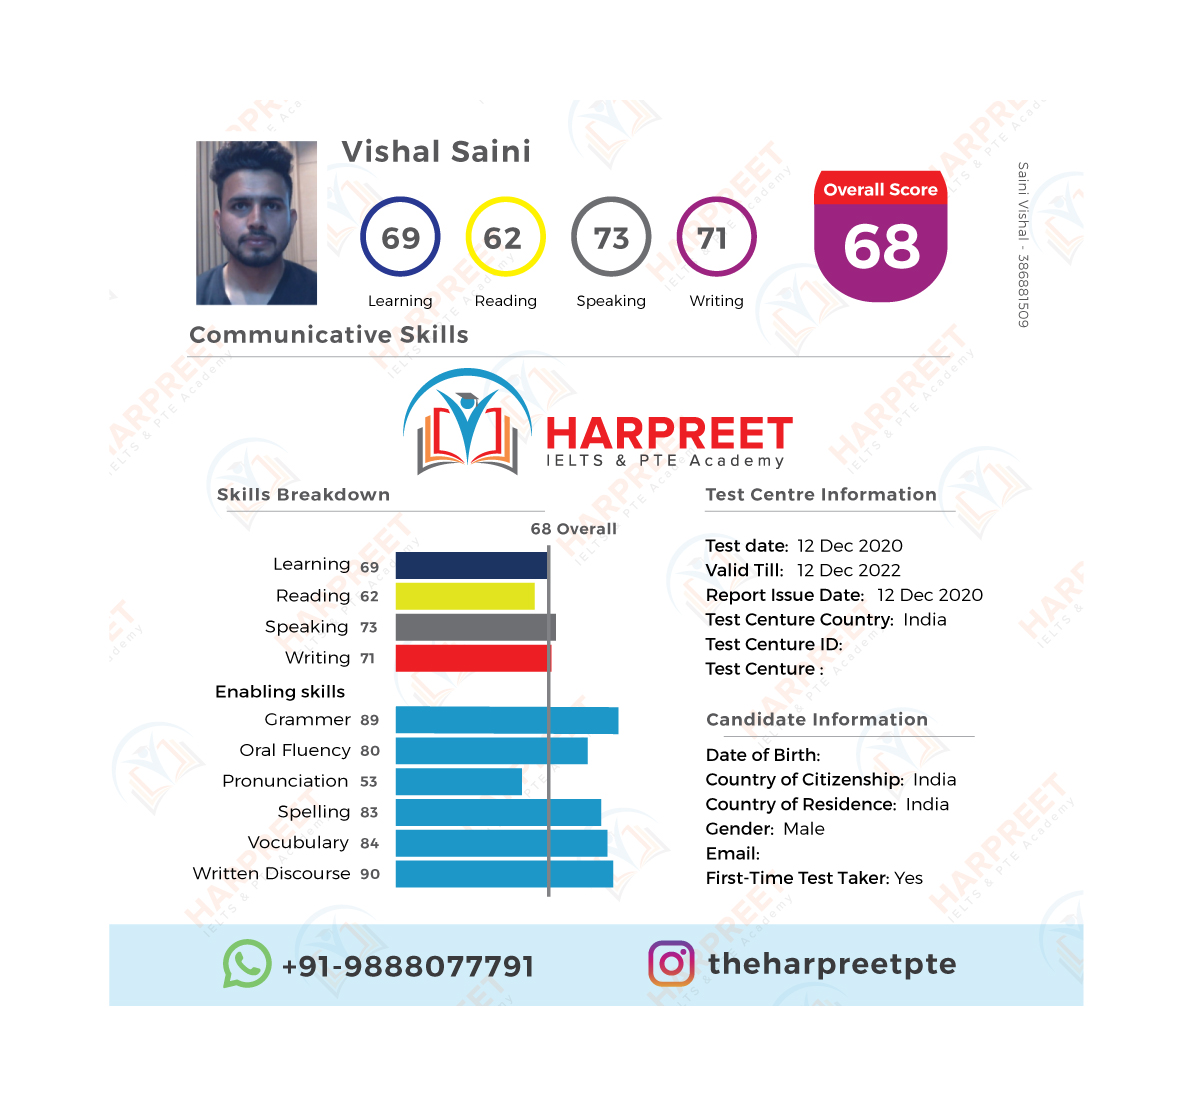 Vishal Saini
69
62
73
71
Learning
Reading
Speaking
Writing
Overall Score
68
Saini Vishal - 386881509
Communicative Skills
HARPREET
IELTS & PTE Academy
Skills Breakdown
68 Overall
Learning 69
Reading 62
Speaking 73
Writing 71
Enabling skills
Grammer 89
Oral Fluency 80
Pronunciation 53
Spelling 83
Vocubulary 84
Written Discourse 90
Test Centre Information
Test date: 12 Dec 2020
Valid Till: 12 Dec 2022
Report Issue Date: 12 Dec 2020
Test Centure Country: India
Test Centure ID:
Test Centure :
Candidate Information
Date of Birth:
Country of Citizenship: India
Country of Residence: India
Gender: Male
Email:
First-Time Test Taker: Yes
+91-9888077791
theharpreetpte